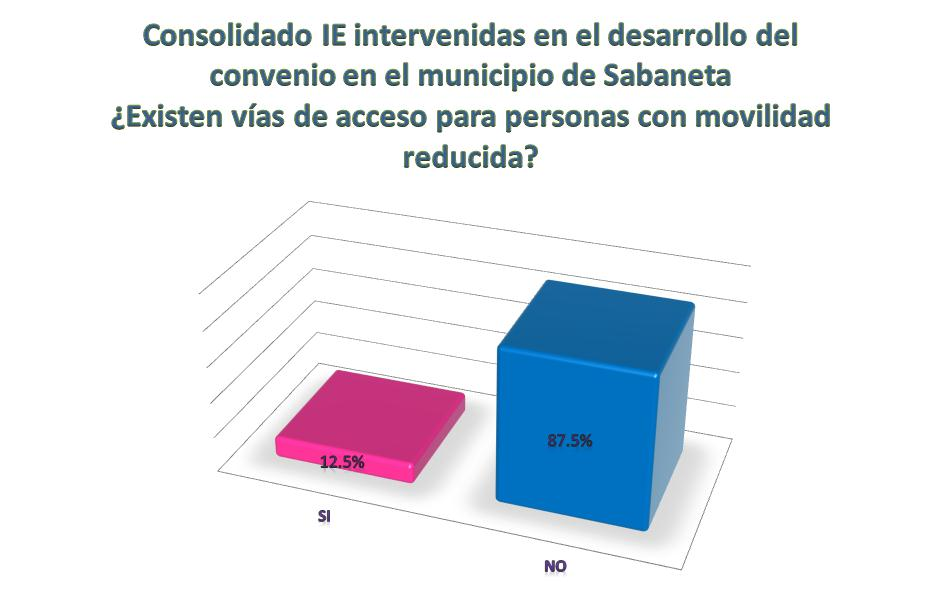 Consolidado IE intervenidas en el desarrollo del
convenio en el municipio de Sabaneta
¿Existen vías de acceso para personas con movilidad
reducida?
87.5%
12.5%
SI
NO